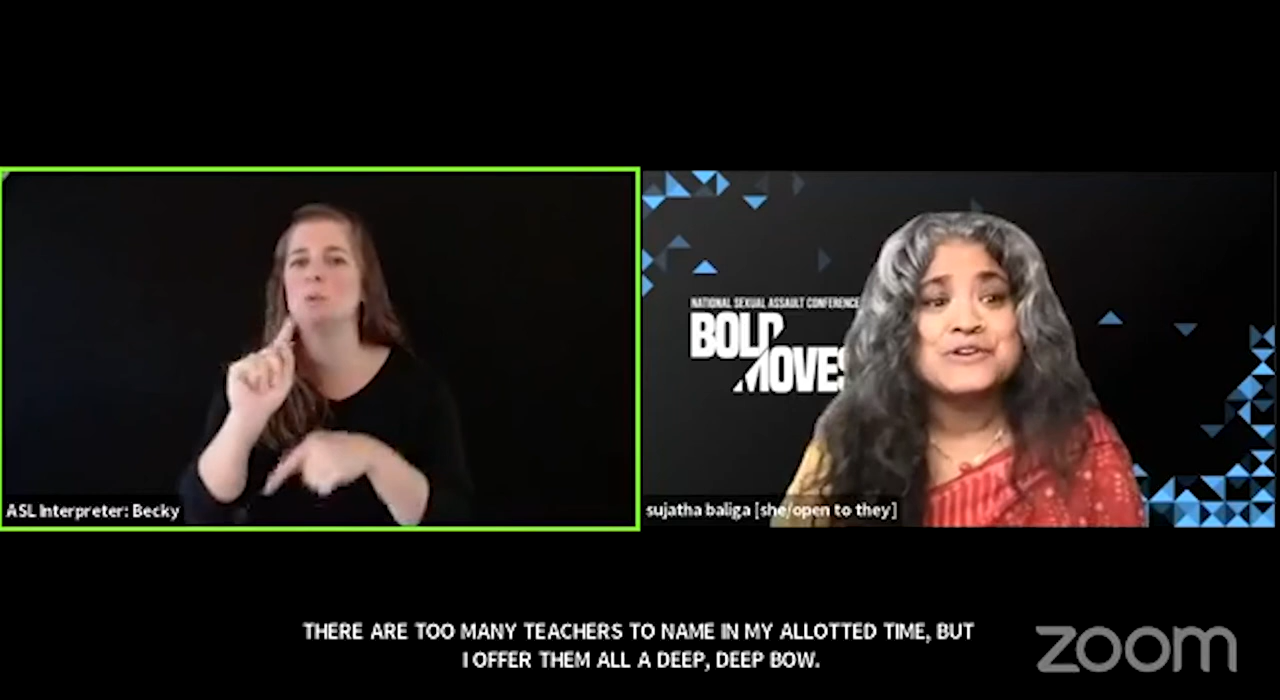 NATIONAL SEXUAL ASSAULT CONFERENCE
BOLD
MOVES
ASL Interpreter: Becky
sujatha baliga [she/open to they]
THERE ARE TOO MANY TEACHERS TO NAME IN MY ALLOTTED TIME, BUT
I OFFER THEM ALL A DEEP, DEEP BOW.
zoom